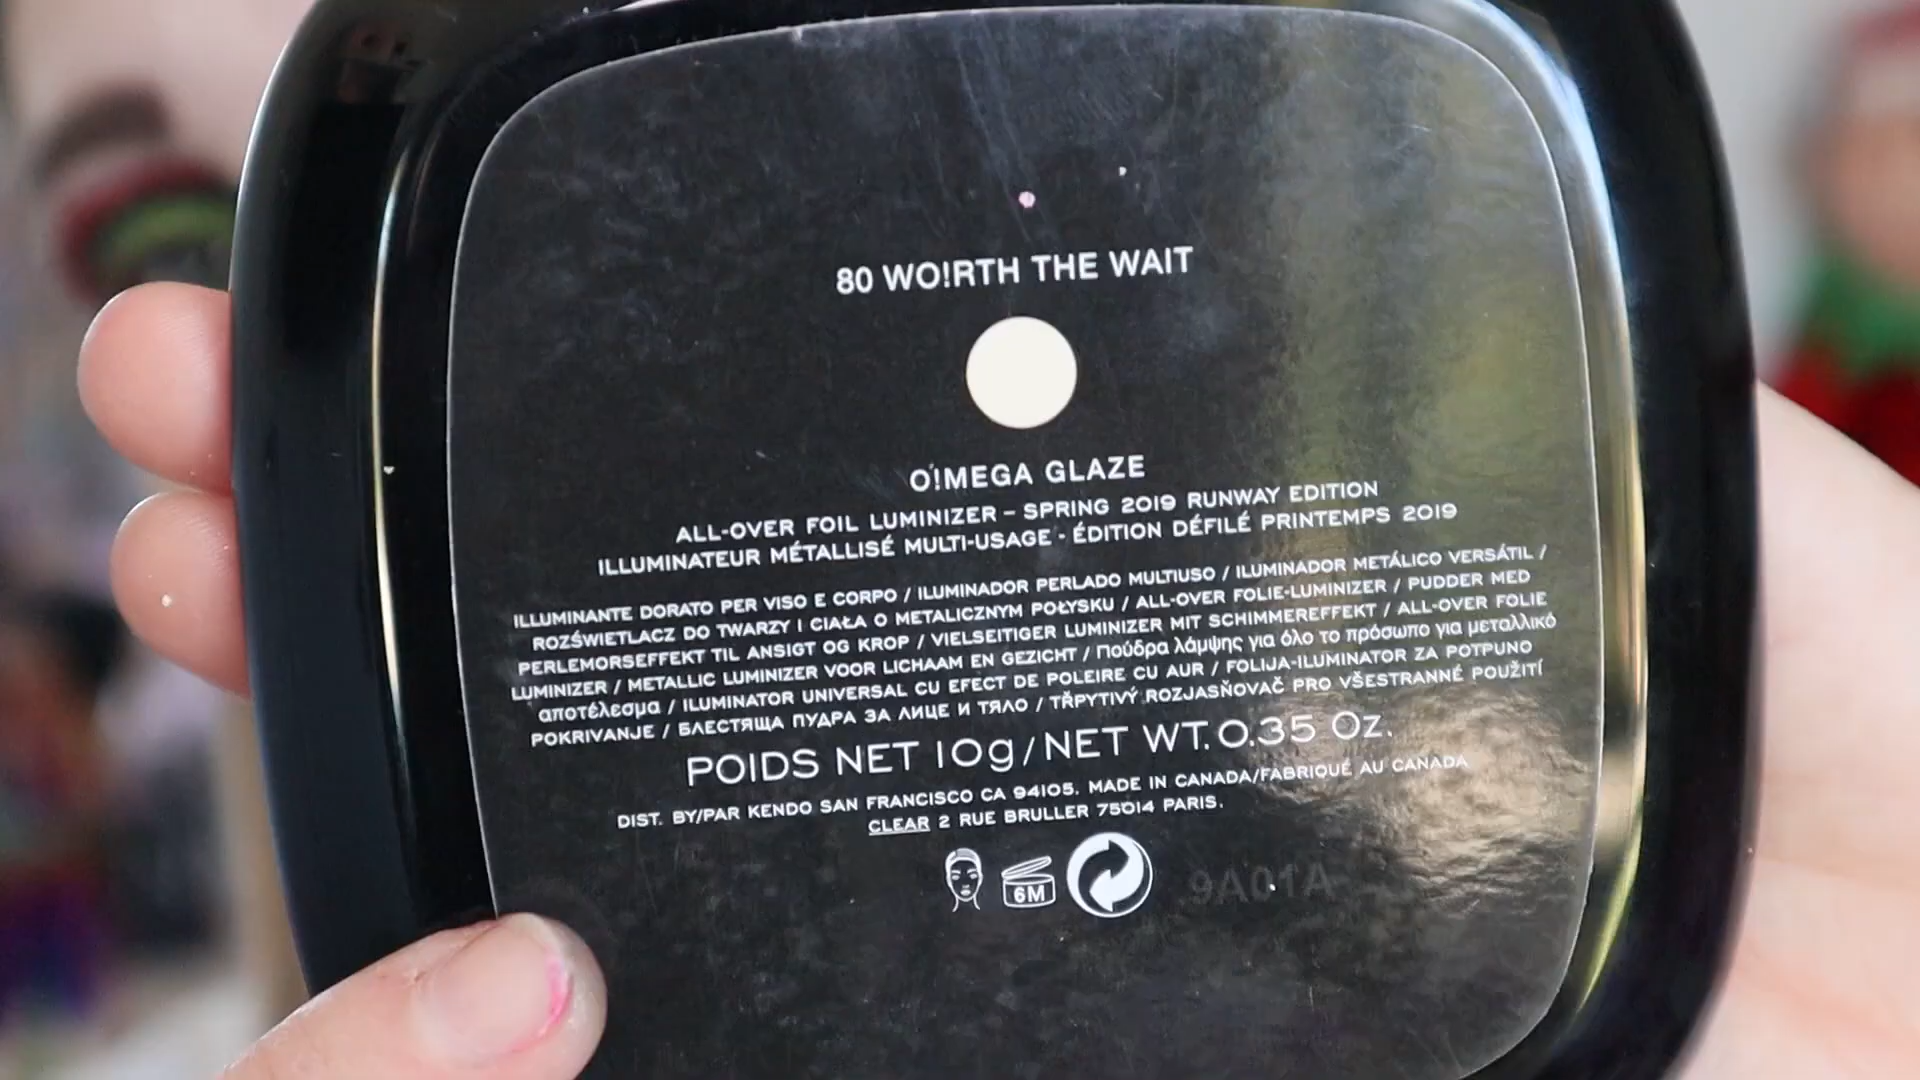 80 WO!RTH THE WAIT
O!MEGA GLAZE
ALL-OVER FOIL LUMINIZER – SPRING 2019 RUNWAY EDITION
ILLUMINATEUR MÉTALLISÉ MULTI-USAGE - ÉDITION DÉFILÉ PRINTEMPS 2019
ILLUMINANTE DORATO PER VISO E CORPO / ILUMINADOR PERLADO MULTIUSO / ILUMINADOR METÁLICO VERSÁTIL /
ROZŚWIETLACZ DO TWARZY I CIAŁA O METALICZNYM POŁYSKU / ALL-OVER FOLIE-LUMINIZER / PUDDER MED
PERLEMORSEFFEKT TIL ANSIGT OG KROP / VIELSEITIGER LUMINIZER MIT SCHIMMEREFFEKT / ALL-OVER FOLIE
LUMINIZER / METALLIC LUMINIZER VOOR LICHAAM EN GEZICHT / Πούδρα λάμψης για όλο το πρόσωπο για μεταλλικό
αποτέλεσμα / ILUMINATOR UNIVERSAL CU EFECT DE POLEIRE CU AUR / FOLIJA-ILUMINATOR ZA POTPUNO
POKRIVANJE / БЛЕСТЯЩА ПУДРА ЗА ЛИЦЕ И ТЯЛО / TŘPYTIVÝ ROZJASŇOVAČ PRO VŠESTRANNÉ POUŽITÍ
POIDS NET 10g/NET WT. 0.35 Oz.
DIST. BY/PAR KENDO SAN FRANCISCO CA 94105. MADE IN CANADA/FABRIQUÉ AU CANADA
CLEAR 2 RUE BRULLER 75014 PARIS.
6M
9A01A